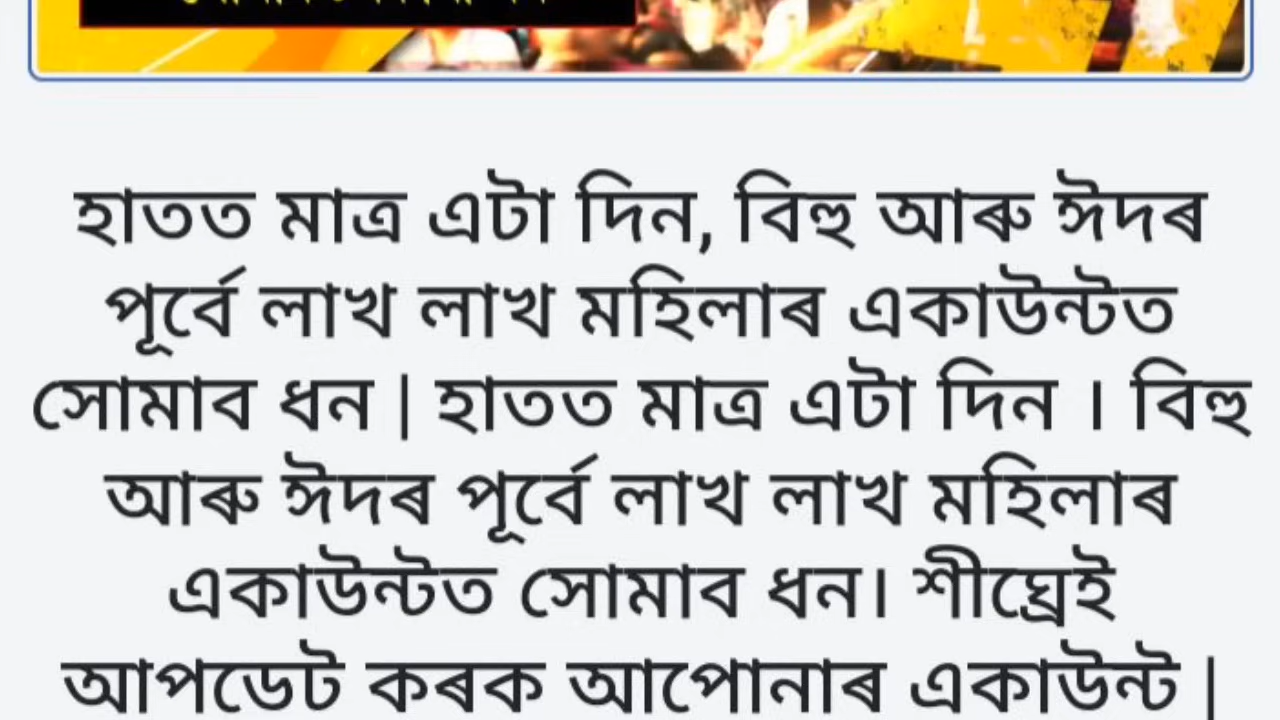 হাতত মাত্ৰ এটা দিন, বিহু আৰু ঈদৰ
পূৰ্বে লাখ লাখ মহিলাৰ একাউন্টত
সোমাব ধন | হাতত মাত্ৰ এটা দিন । বিহু
আৰু ঈদৰ পূৰ্বে লাখ লাখ মহিলাৰ
একাউন্টত সোমাব ধন। শীঘ্ৰেই
আপডেট কৰক আপোনাৰ একাউন্ট |